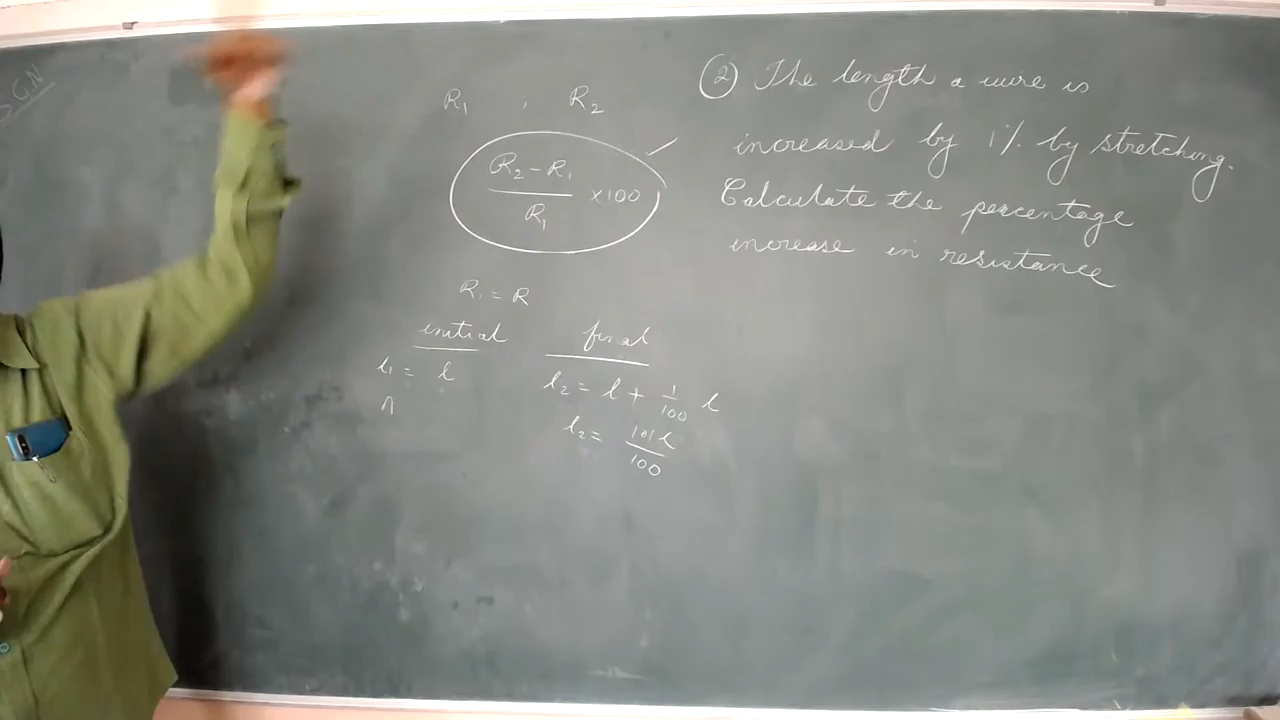 R₁ , R₂
(R₂ - R₁)/R₁ ×100
R₁ = R
initial final
l₁ = l l₂ = l + 1/100 l
l₂ = 101l/100
② The length a wire is
increased by 1% by stretching.
Calculate the percentage
increase in resistance